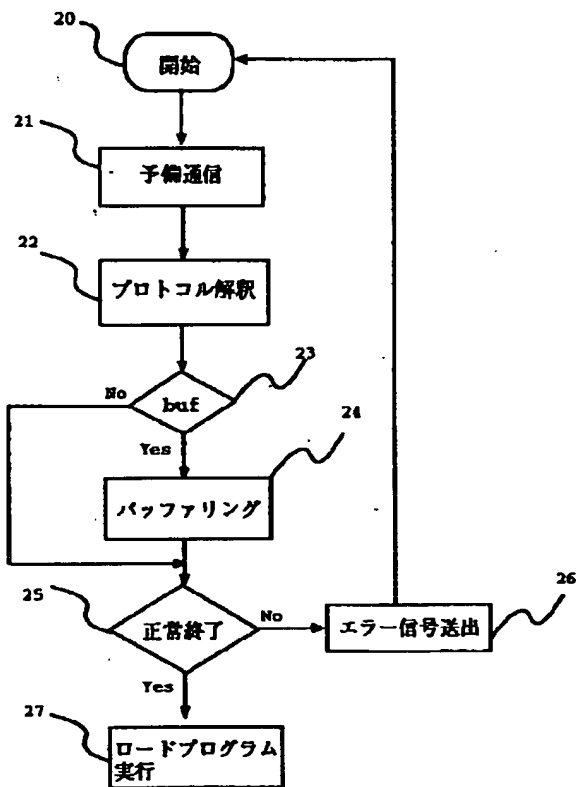 20
開始
21
予備通信
22
プロトコル解釈
23
No
buf
Yes
24
バッファリング
25
正常終了
No
26
エラー信号送出
Yes
27
ロードプログラム
実行